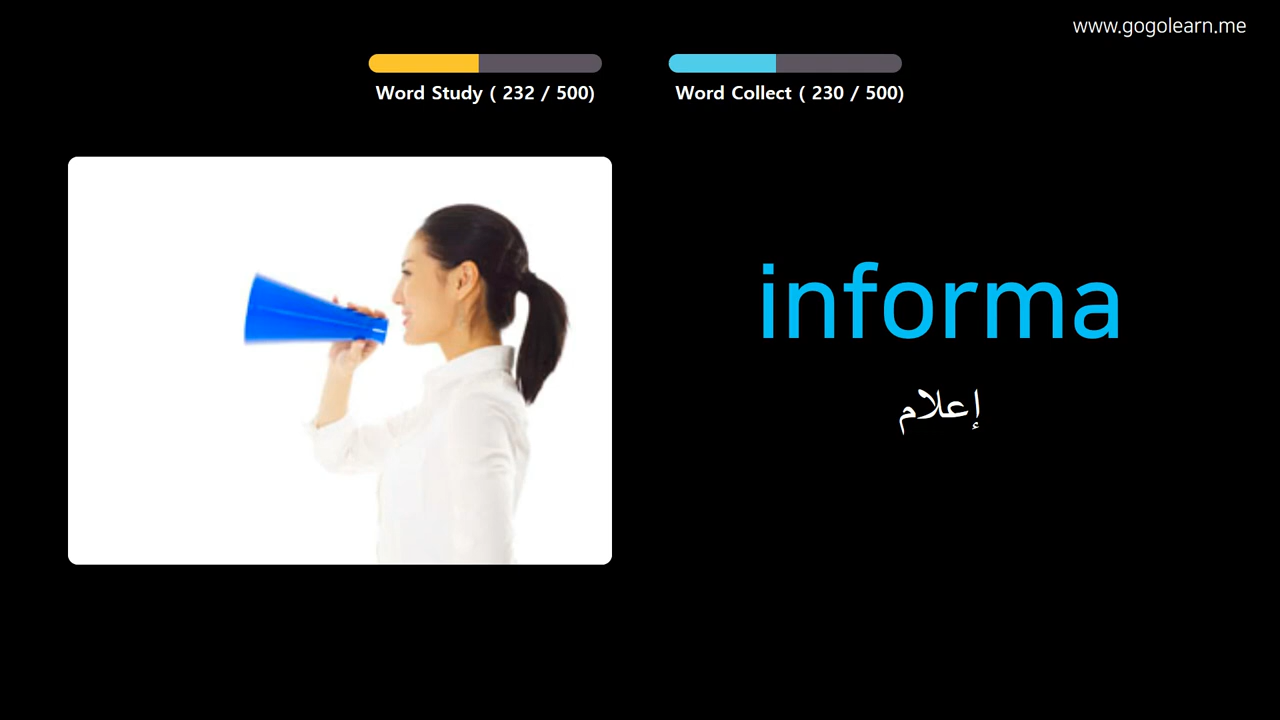 www.gogolearn.me
Word Study ( 232 / 500)
Word Collect ( 230 / 500)
informa
إعلام